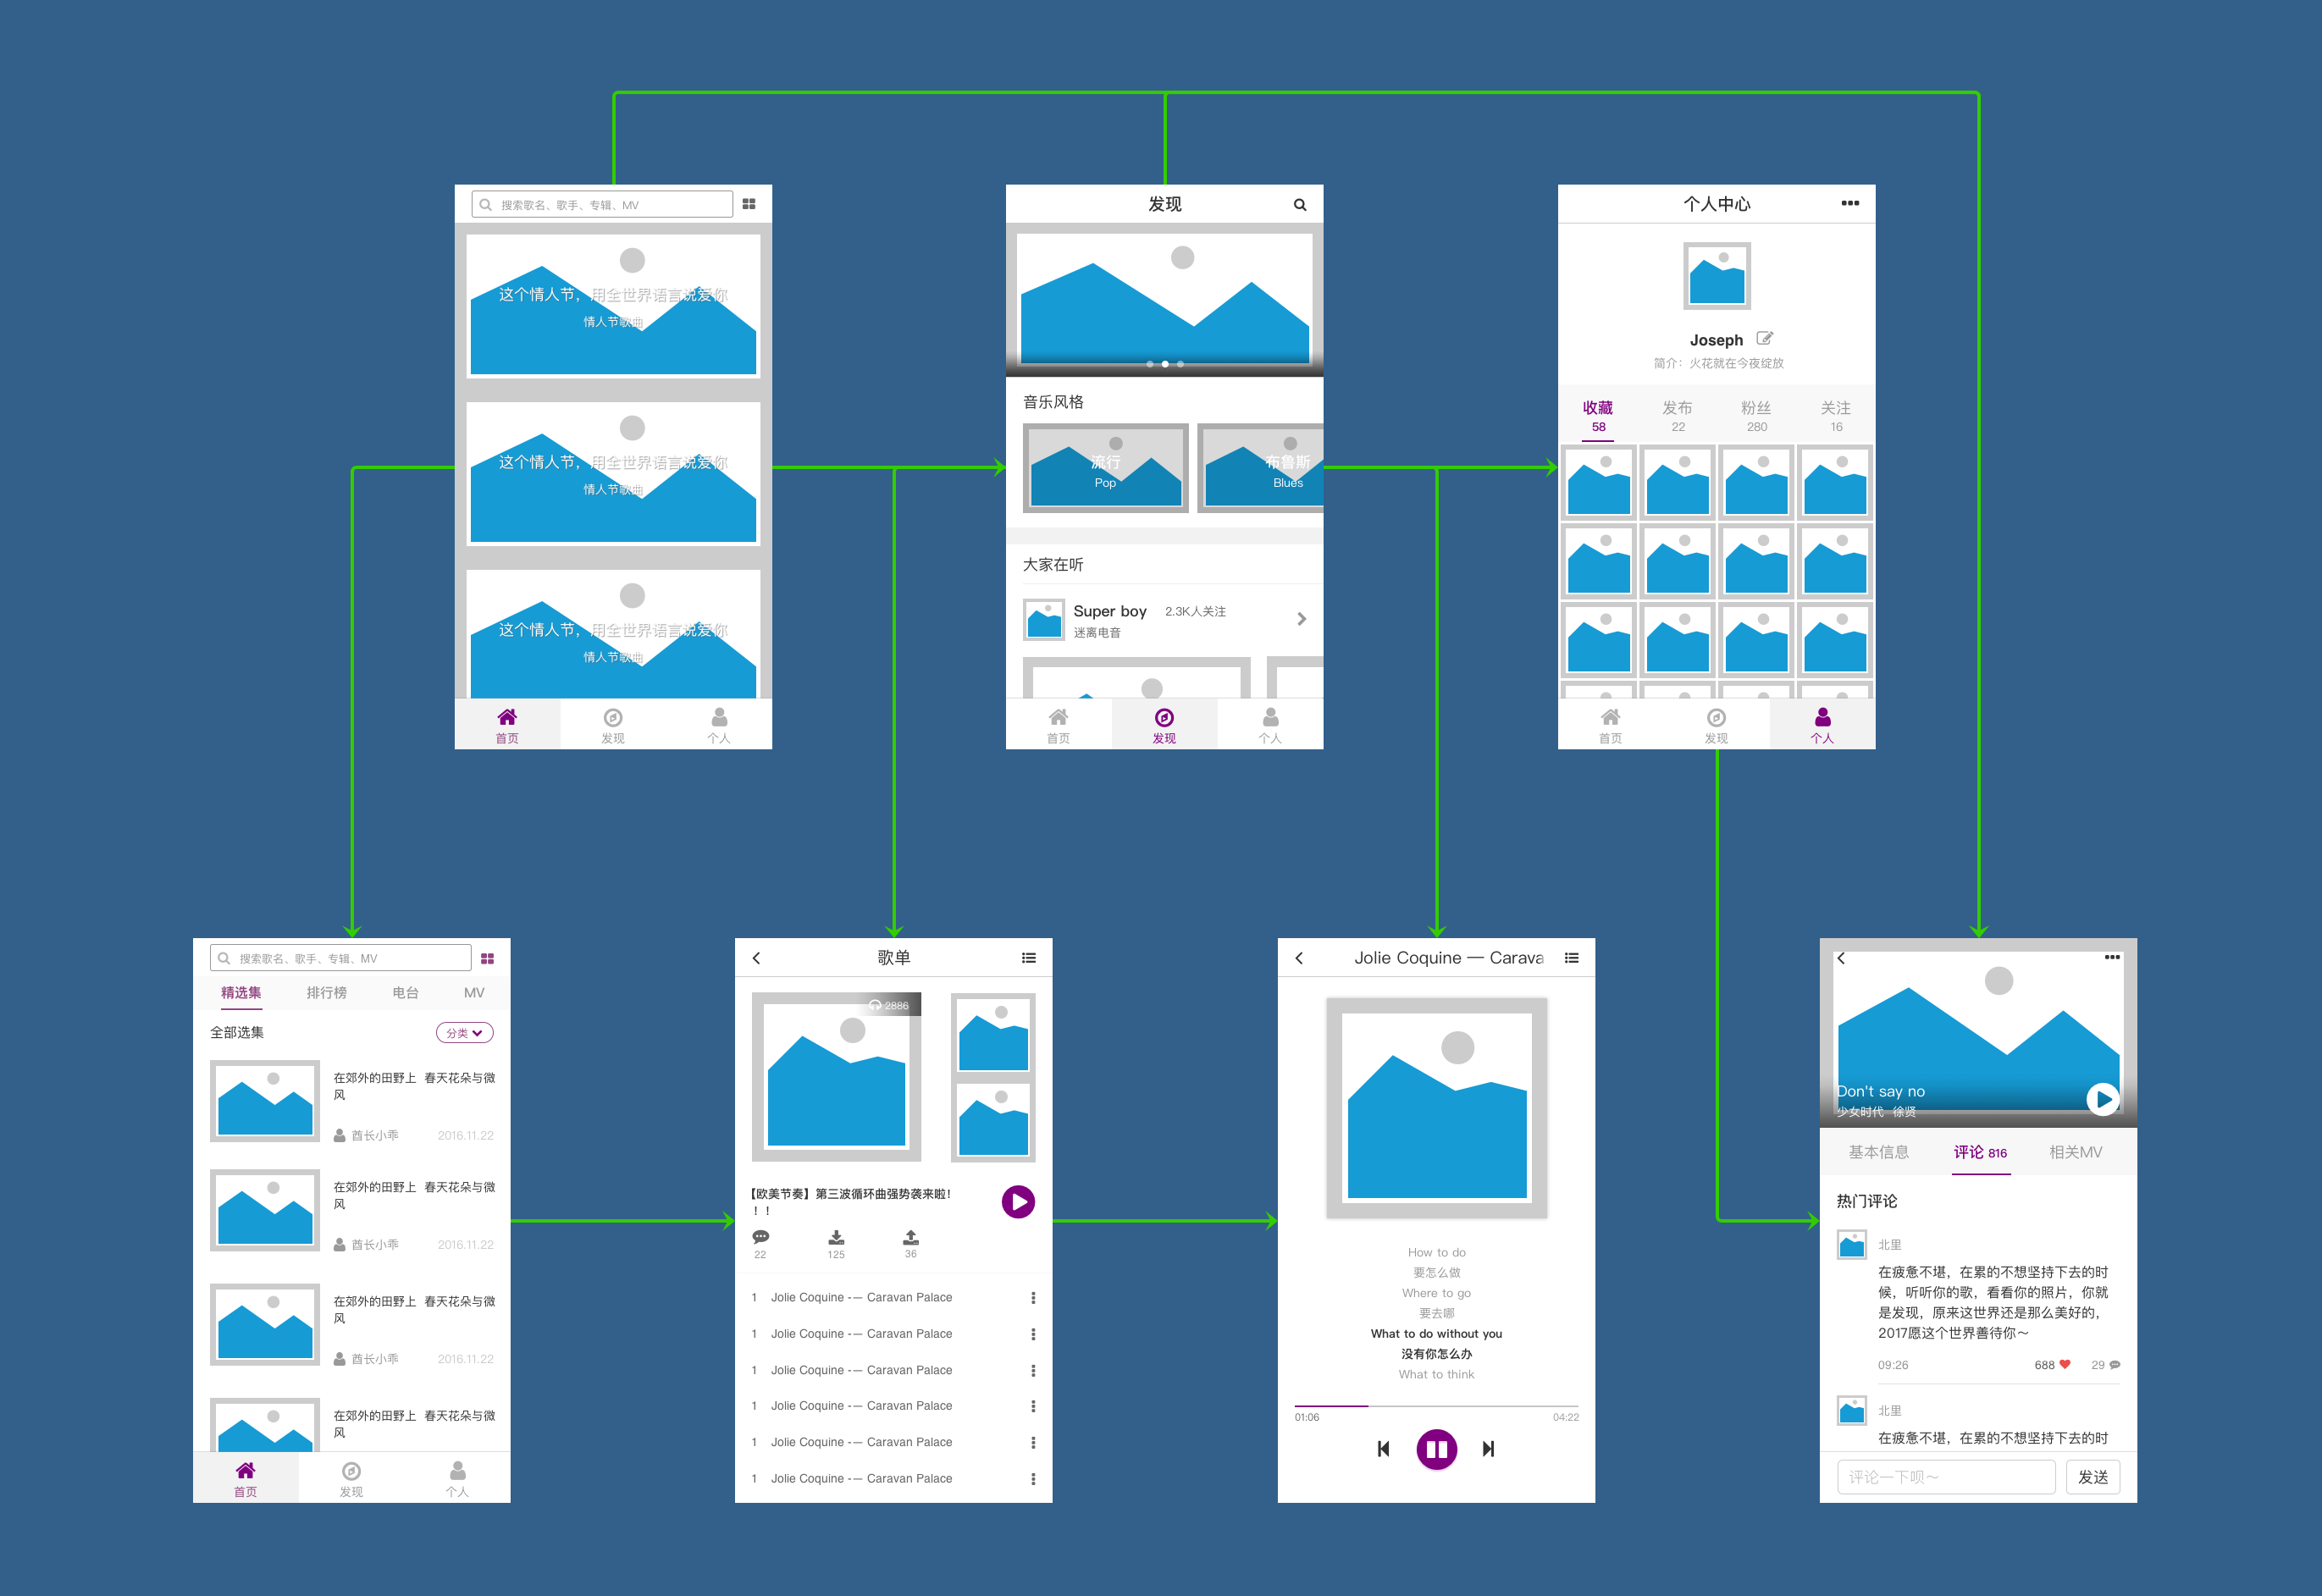 搜索歌名、歌手、专辑、MV
这个情人节，用全世界语言说爱你
情人节歌曲
这个情人节，用全世界语言说爱你
情人节歌曲
这个情人节，用全世界语言说爱你
情人节歌曲
首页
发现
个人
发现
音乐风格
流行
Pop
布鲁斯
Blues
大家在听
Super boy 2.3K人关注
迷离电音
首页
发现
个人
个人中心
Joseph
简介：火花就在今夜绽放
收藏 发布 粉丝 关注
58 22 280 16
首页
发现
个人
搜索歌名、歌手、专辑、MV
精选集 排行榜 电台 MV
全部选集 分类
在郊外的田野上 春天花朵与微
风
酋长小乖 2016.11.22
在郊外的田野上 春天花朵与微
风
酋长小乖 2016.11.22
在郊外的田野上 春天花朵与微
风
酋长小乖 2016.11.22
在郊外的田野上 春天花朵与微
风
首页
发现
个人
歌单
2886
【欧美节奏】第三波循环曲强势袭来啦！
！！
22 125 36
1 Jolie Coquine -— Caravan Palace
1 Jolie Coquine -— Caravan Palace
1 Jolie Coquine -— Caravan Palace
1 Jolie Coquine -— Caravan Palace
1 Jolie Coquine -— Caravan Palace
1 Jolie Coquine -— Caravan Palace
Jolie Coquine — Carava
How to do
要怎么做
Where to go
要去哪
What to do without you
没有你怎么办
What to think
01:06 04:22
Don't say no
少女时代 徐贤
基本信息 评论 816 相关MV
热门评论
北里
在疲惫不堪，在累的不想坚持下去的时
候，听听你的歌，看看你的照片，你就
是发现，原来这世界还是那么美好的，
2017愿这个世界善待你～
09:26 688 29
北里
在疲惫不堪，在累的不想坚持下去的时
评论一下呗～ 发送